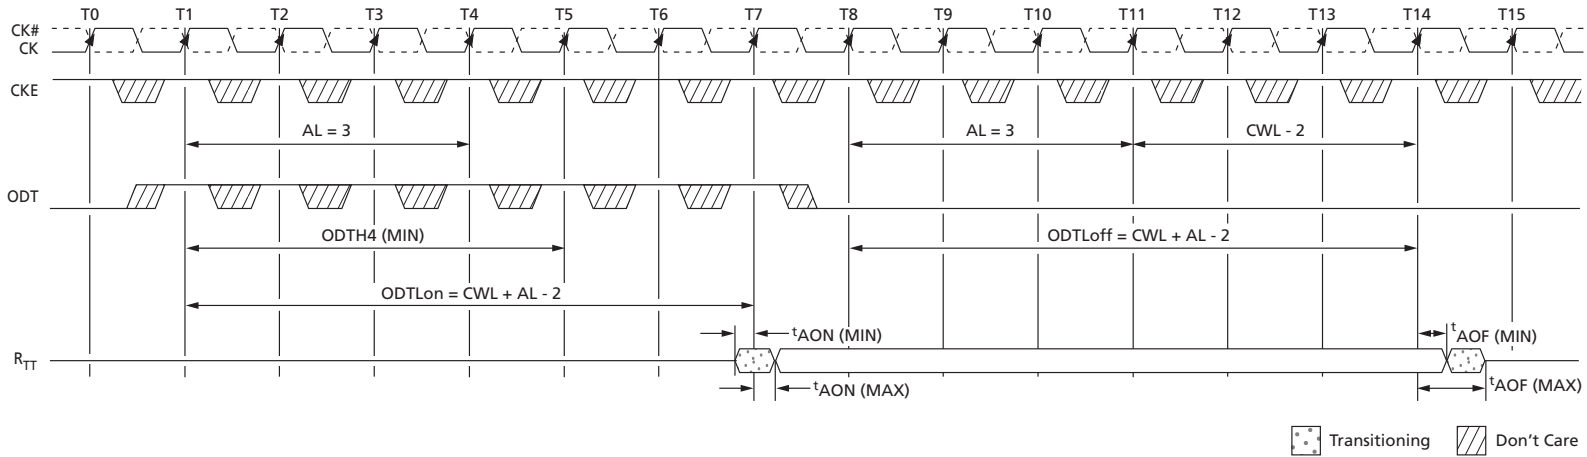 T0 T1 T2 T3 T4 T5 T6 T7 T8 T9 T10 T11 T12 T13 T14 T15
CK#
CK
CKE
AL = 3
AL = 3
CWL - 2
ODT
ODTH4 (MIN)
ODTLoff = CWL + AL - 2
ODTLon = CWL + AL - 2
tAON (MIN)
tAOF (MIN)
RTT
tAON (MAX)
tAOF (MAX)
Transitioning
Don't Care